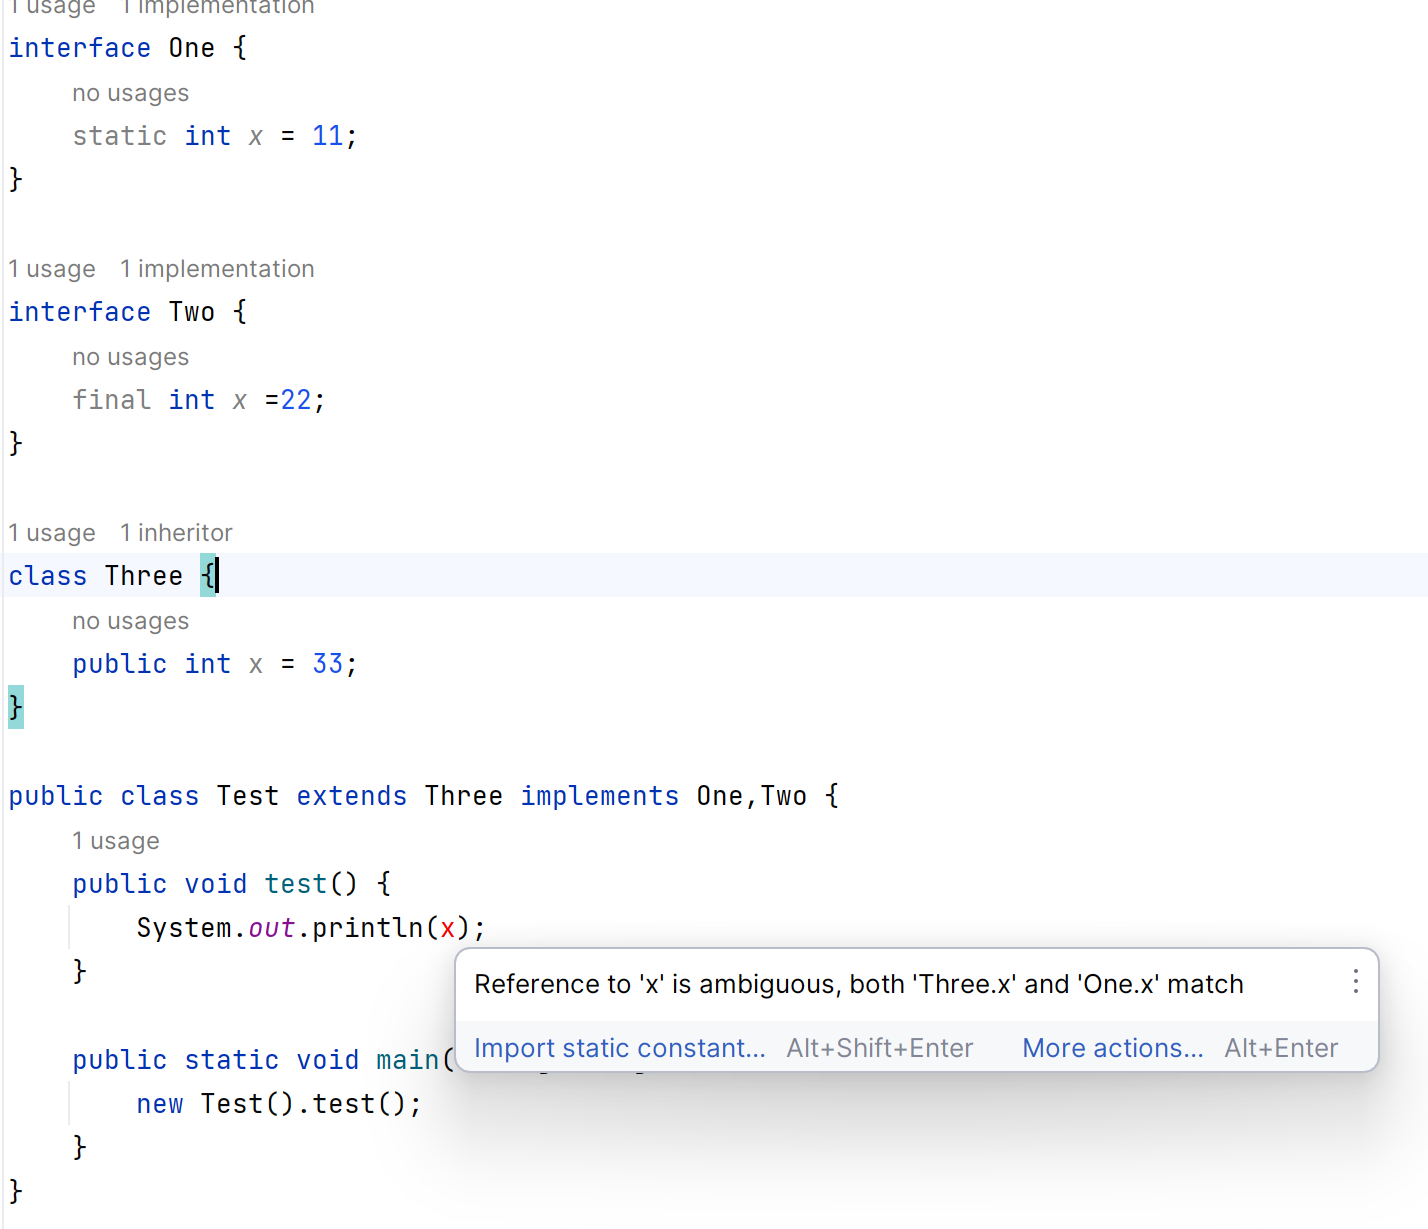 1 usage 1 implementation
interface One {
no usages
static int x = 11;
}
1 usage 1 implementation
interface Two {
no usages
final int x =22;
}
1 usage 1 inheritor
class Three {
no usages
public int x = 33;
}
public class Test extends Three implements One,Two {
1 usage
public void test() {
System.out.println(x);
}
Reference to 'x' is ambiguous, both 'Three.x' and 'One.x' match
Import static constant... Alt+Shift+Enter More actions... Alt+Enter
public static void main(
new Test().test();
}
}